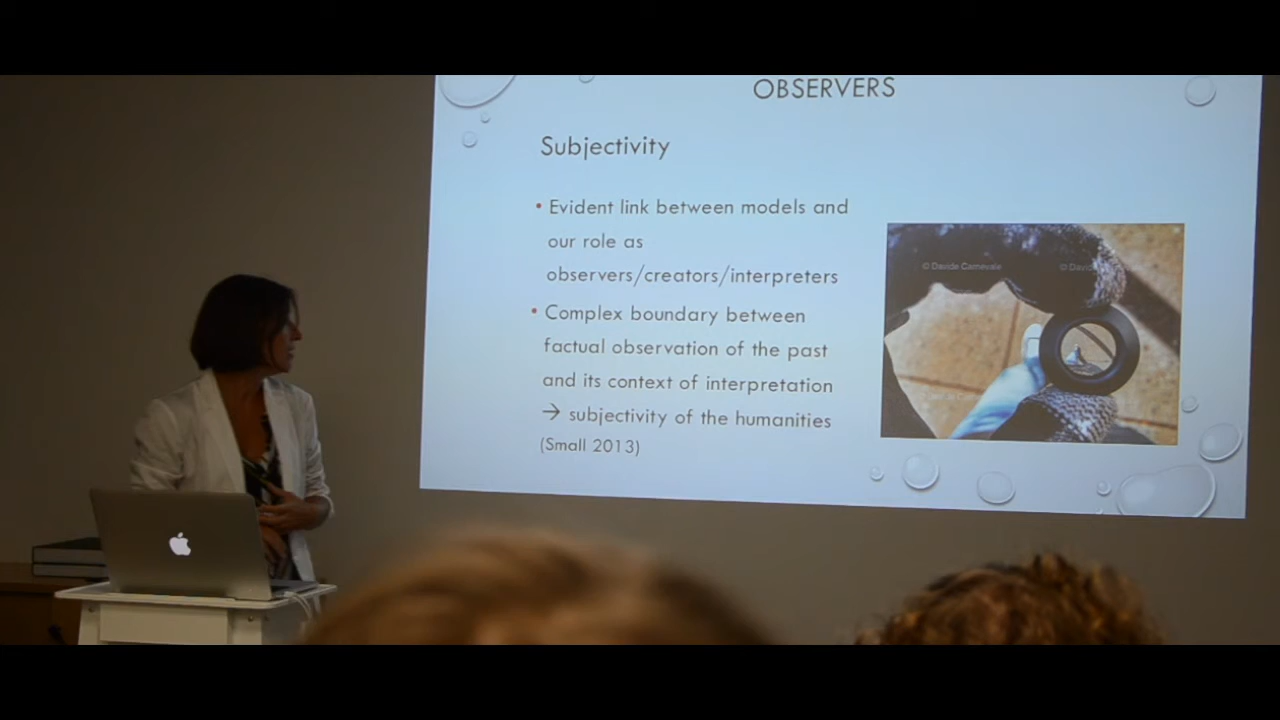 OBSERVERS
Subjectivity
• Evident link between models and
our role as
observers/creators/interpreters
• Complex boundary between
factual observation of the past
and its context of interpretation
→ subjectivity of the humanities
(Small 2013)
© Davide Carnevale
© David